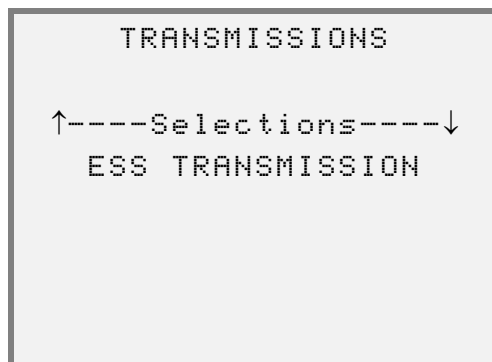 TRANSMISSIONS
↑----Selections----↓
ESS TRANSMISSION